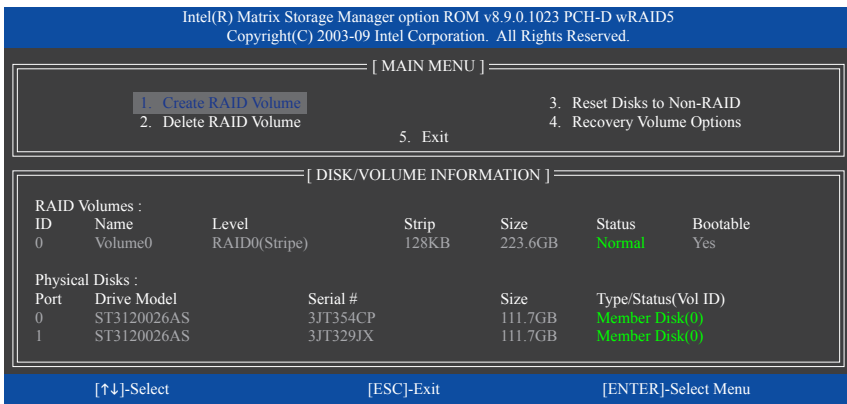 Intel(R) Matrix Storage Manager option ROM v8.9.0.1023 PCH-D wRAID5
Copyright(C) 2003-09 Intel Corporation.  All Rights Reserved.
[ MAIN MENU ]
1.  Create RAID Volume  3.  Reset Disks to Non-RAID
2.  Delete RAID Volume  4.  Recovery Volume Options
5.  Exit
[ DISK/VOLUME INFORMATION ]
RAID Volumes :
ID  Name  Level  Strip  Size  Status  Bootable
0  Volume0  RAID0(Stripe)  128KB  223.6GB  Normal  Yes
Physical Disks :
Port  Drive Model  Serial #  Size  Type/Status(Vol ID)
0  ST3120026AS  3JT354CP  111.7GB  Member Disk(0)
1  ST3120026AS  3JT329JX  111.7GB  Member Disk(0)
[↑↓]-Select  [ESC]-Exit  [ENTER]-Select Menu